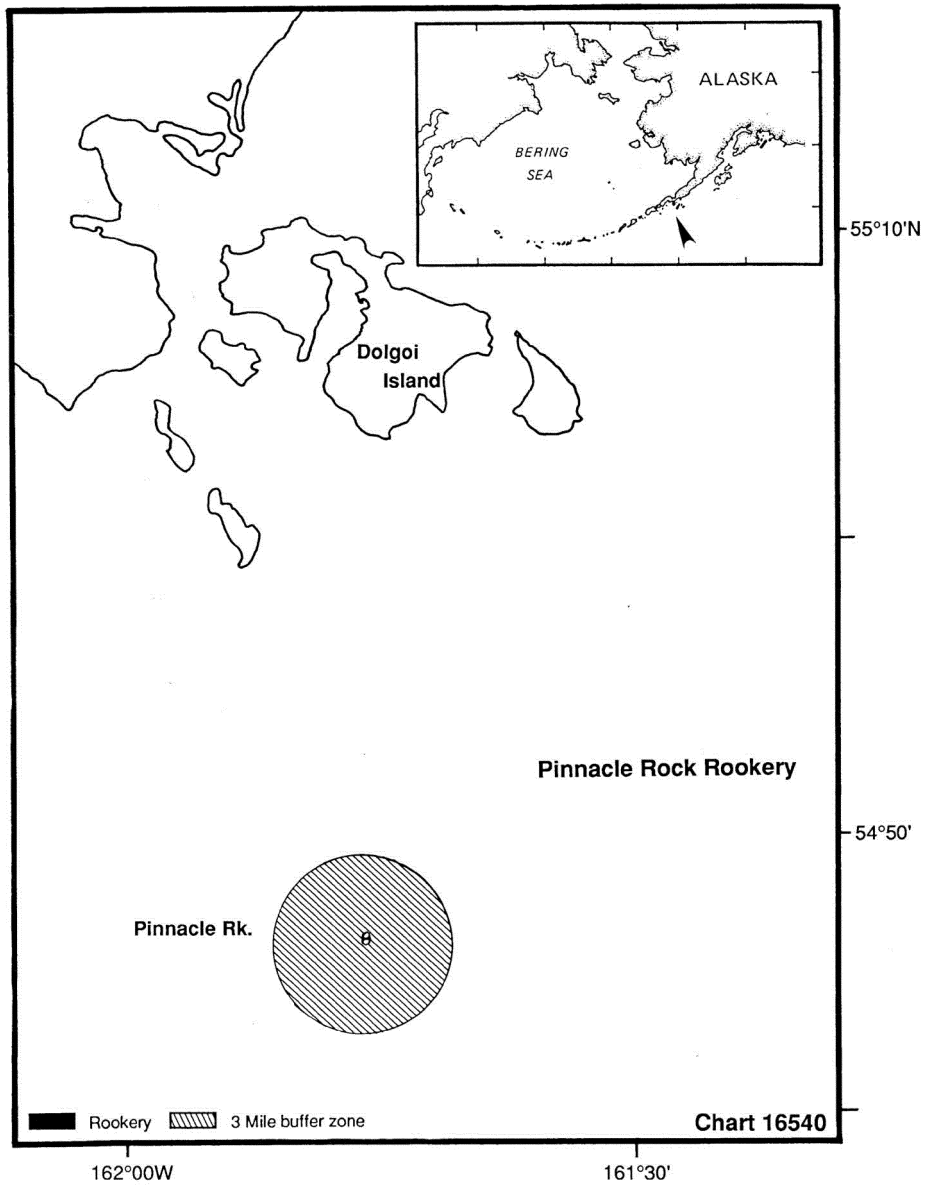 ALASKA
BERING
SEA
55°10'N
Dolgoi
Island
Pinnacle Rock Rookery
54°50'
Pinnacle Rk.
Rookery
3 Mile buffer zone
Chart 16540
162°00W
161°30'